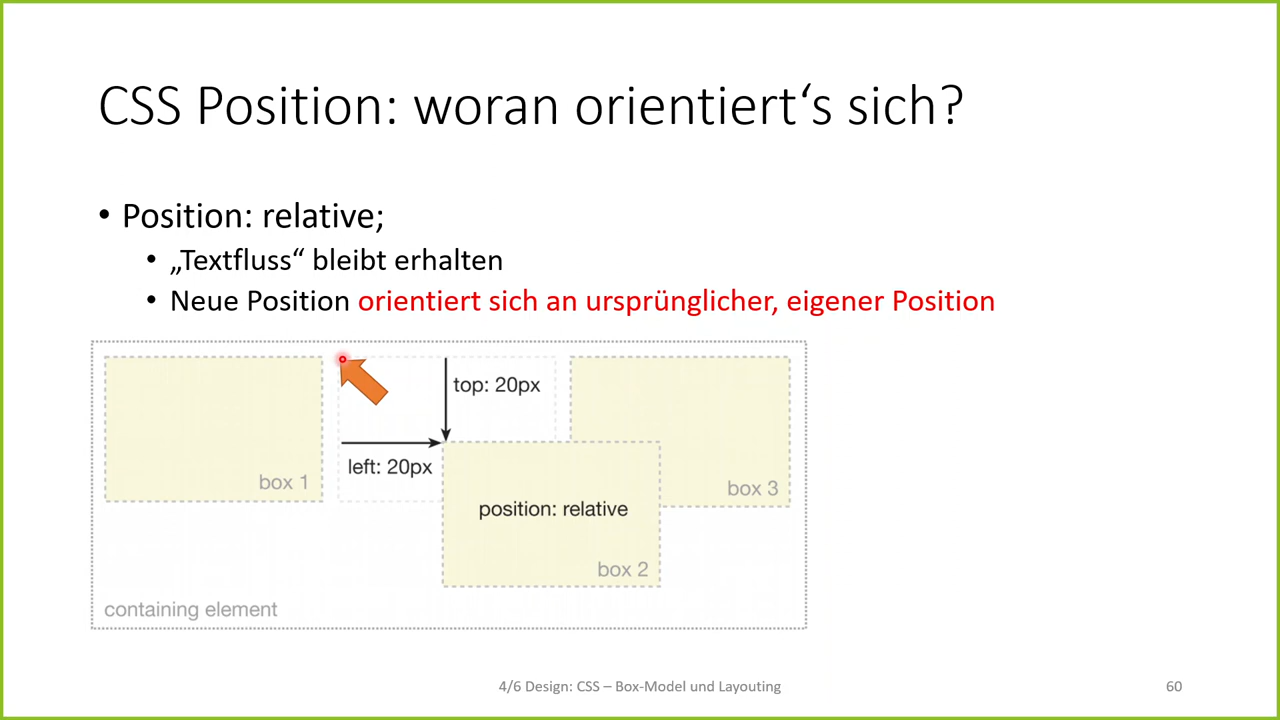 CSS Position: woran orientiert‘s sich?
• Position: relative;
• „Textfluss“ bleibt erhalten
• Neue Position orientiert sich an ursprünglicher, eigener Position
top: 20px
left: 20px
box 1
position: relative
box 3
box 2
containing element
4/6 Design: CSS – Box-Model und Layouting
60